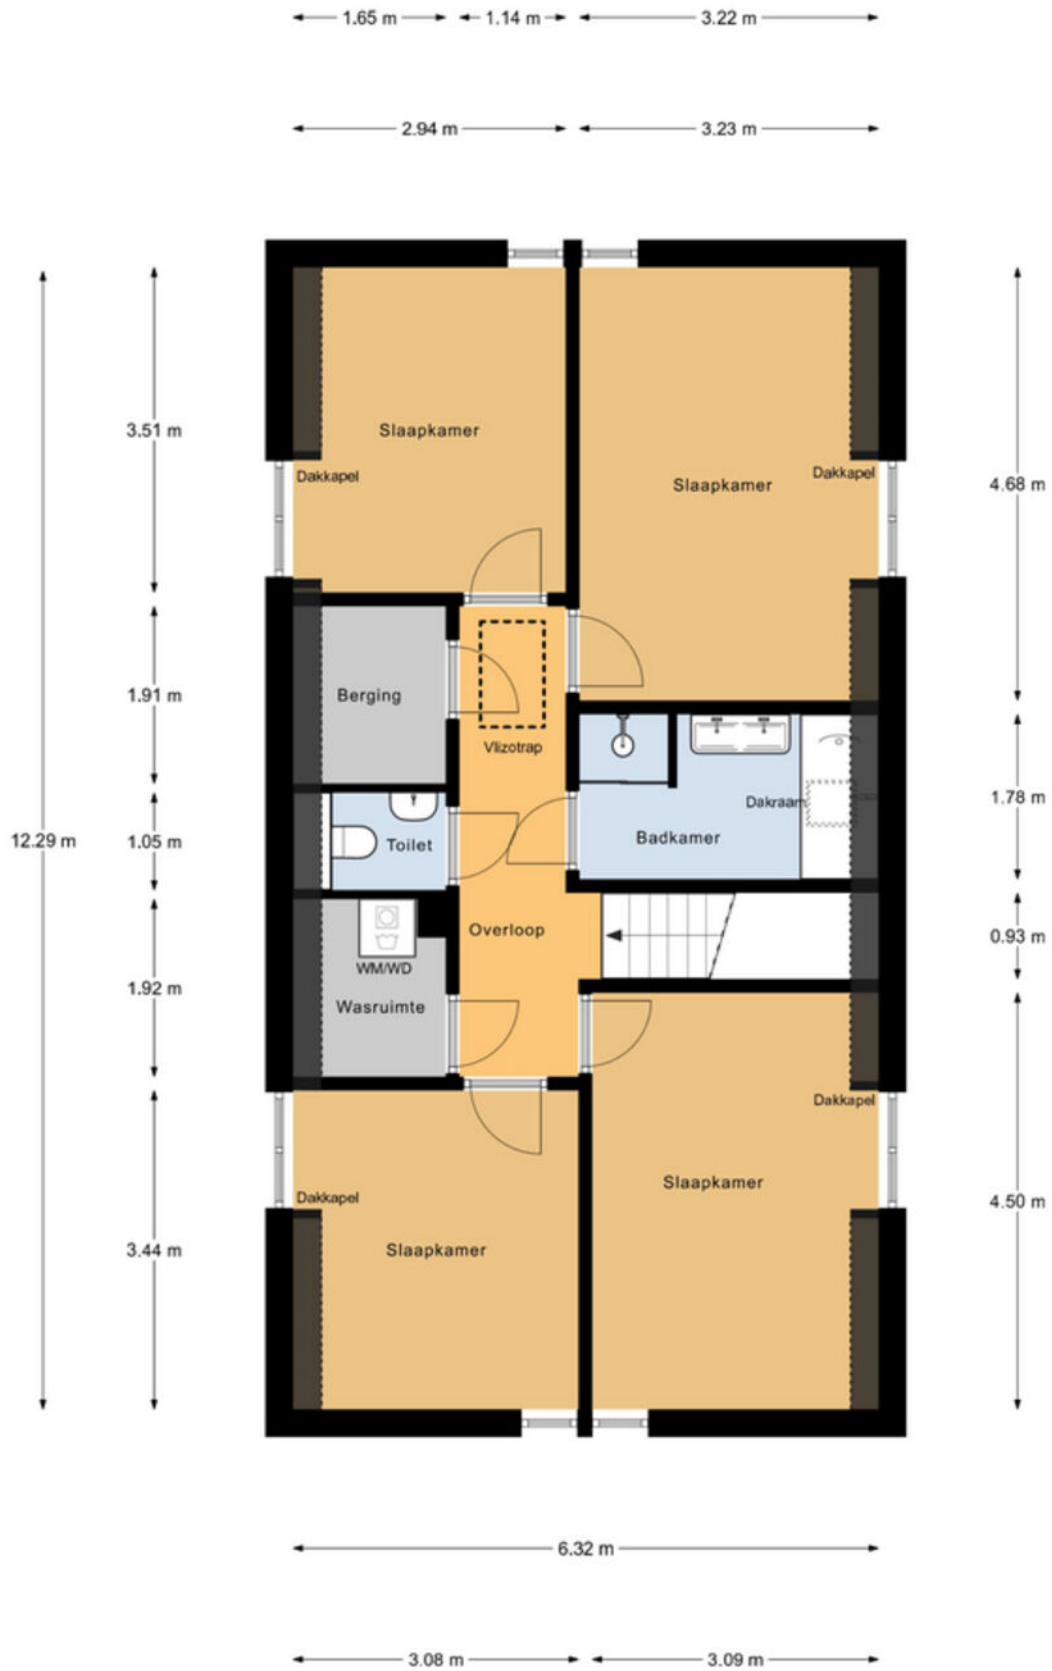 1.65 m 1.14 m 3.22 m
2.94 m 3.23 m
Slaapkamer
3.51 m
Dakkapel
Dakkapel
Slaapkamer
4.68 m
Berging
1.91 m
Vlizotrap
Dakraam
1.78 m
Badkamer
12.29 m
1.05 m
Toilet
Overloop
0.93 m
WM/WD
1.92 m
Wasruimte
Dakkapel
Slaapkamer
Dakkapel
4.50 m
3.44 m
Slaapkamer
6.32 m
3.08 m 3.09 m